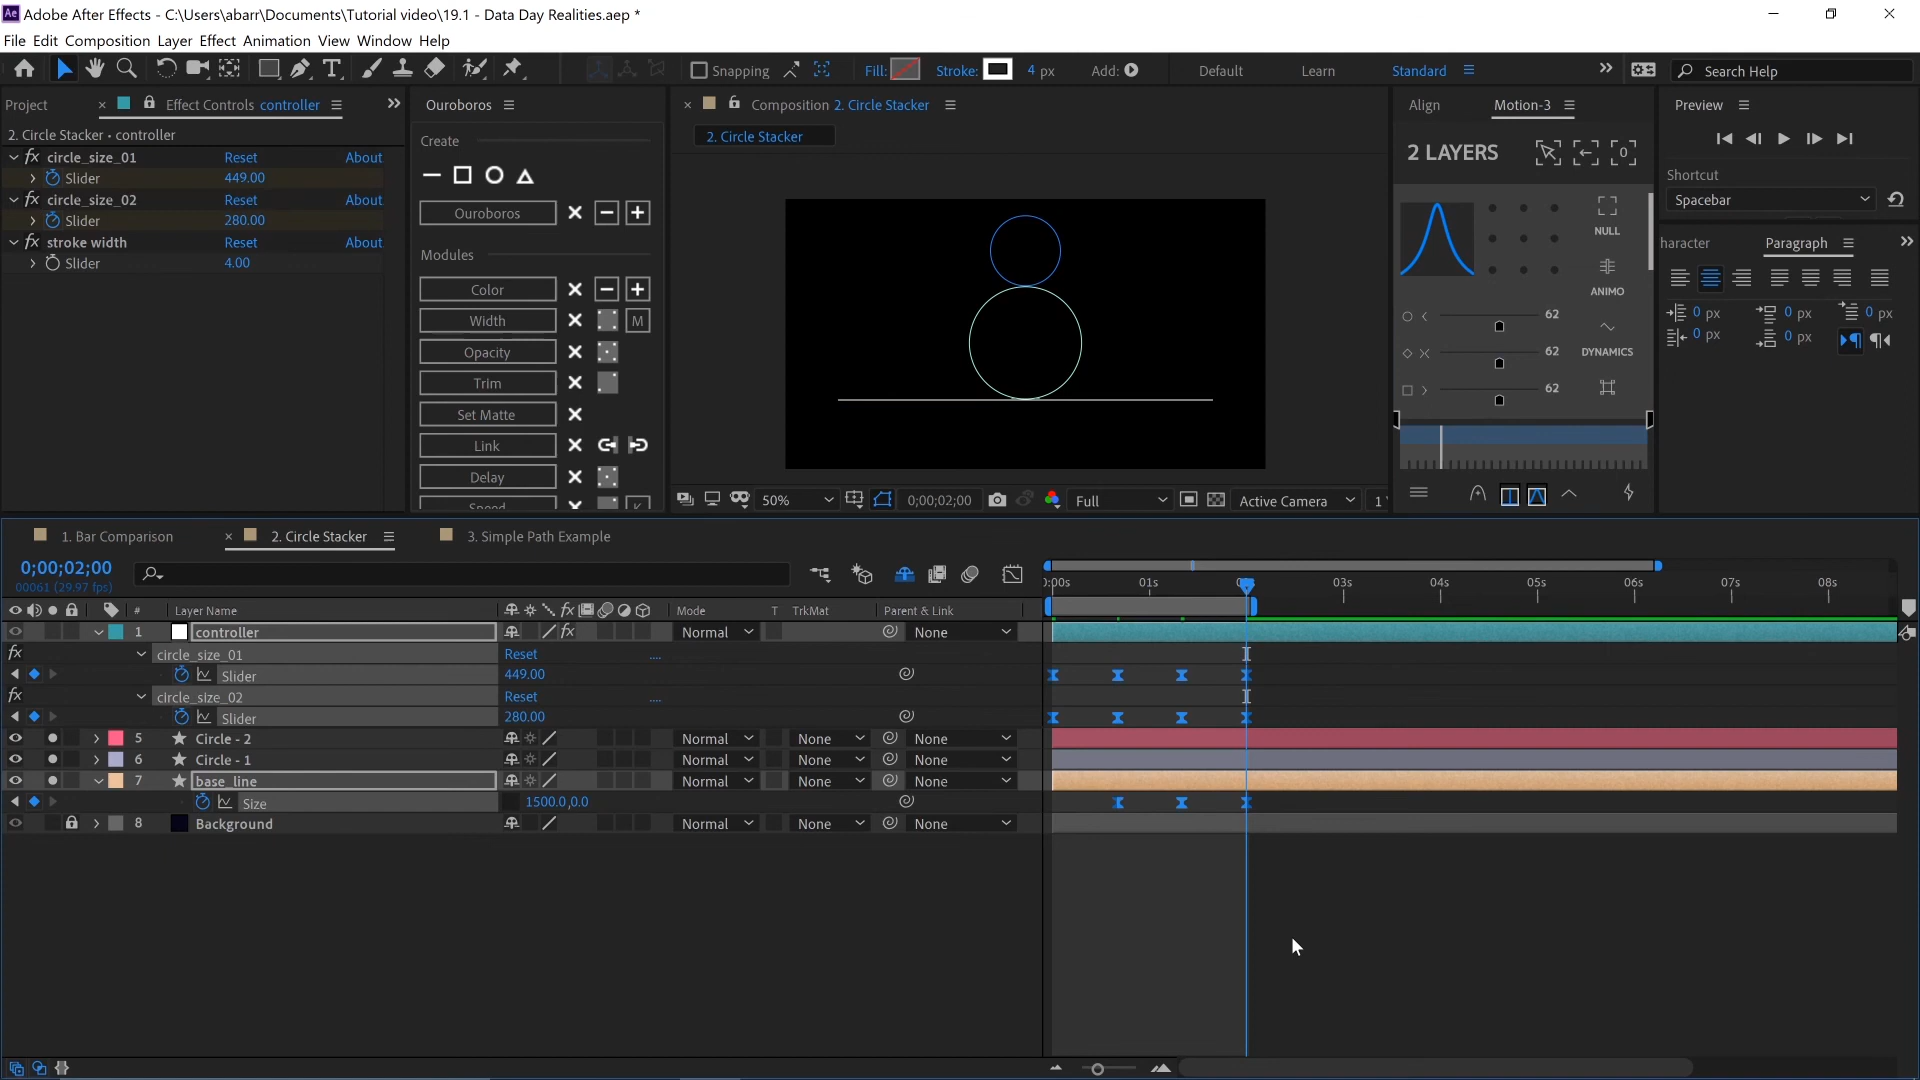 Adobe After Effects - C:\Users\abarr\Documents\Tutorial video\19.1 - Data Day Realities.aep *
File Edit Composition Layer Effect Animation View Window Help
Snapping Fill: Stroke: 4 px Add: Default Learn Standard Search Help
Project Effect Controls controller
2. Circle Stacker • controller
fx circle_size_01 Reset About
Slider 449.00
fx circle_size_02 Reset About
Slider 280.00
fx stroke width Reset About
Slider 4.00
Ouroboros
Create
Ouroboros
Modules
Color
Width M
Opacity
Trim
Set Matte
Link
Delay
Speed
Composition 2. Circle Stacker
2. Circle Stacker
50% 0;00;02;00 Full Active Camera 1
Align Motion-3
2 LAYERS
NULL
ANIMO
62
62 DYNAMICS
62
Preview
Shortcut
Spacebar
haracter Paragraph
0 px 0 px 0 px
0 px 0 px
1. Bar Comparison 2. Circle Stacker 3. Simple Path Example
0;00;02;00
00061 (29.97 fps)
0:00s 01s 03s 04s 05s 06s 07s 08s
# Layer Name fx Mode T TrkMat Parent & Link
1 controller fx Normal None
fx circle_size_01 Reset ....
Slider 449.00
fx circle_size_02 Reset ....
Slider 280.00
5 Circle - 2 Normal None None
6 Circle - 1 Normal None None
7 base_line Normal None None
Size 1500.0,0.0
8 Background Normal None None